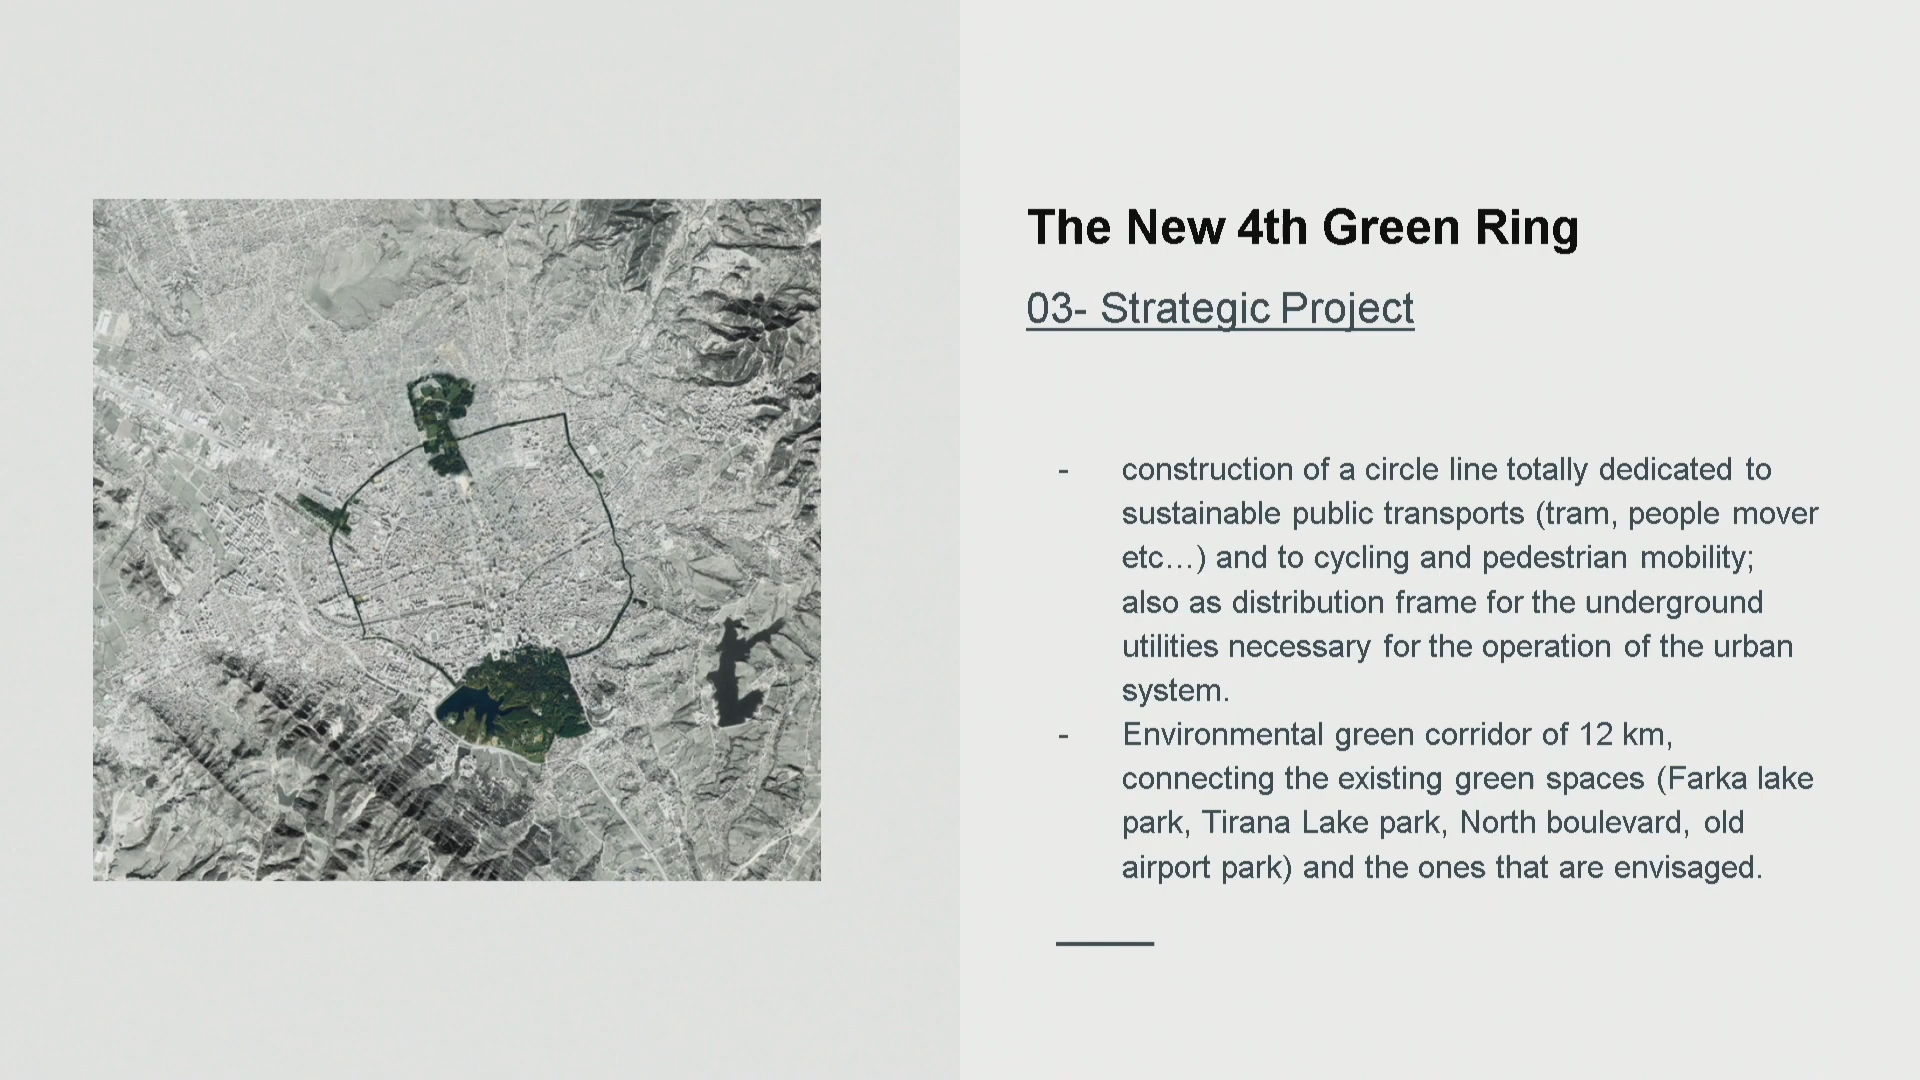 The New 4th Green Ring
03- Strategic Project
- construction of a circle line totally dedicated to
sustainable public transports (tram, people mover
etc…) and to cycling and pedestrian mobility;
also as distribution frame for the underground
utilities necessary for the operation of the urban
system.
- Environmental green corridor of 12 km,
connecting the existing green spaces (Farka lake
park, Tirana Lake park, North boulevard, old
airport park) and the ones that are envisaged.